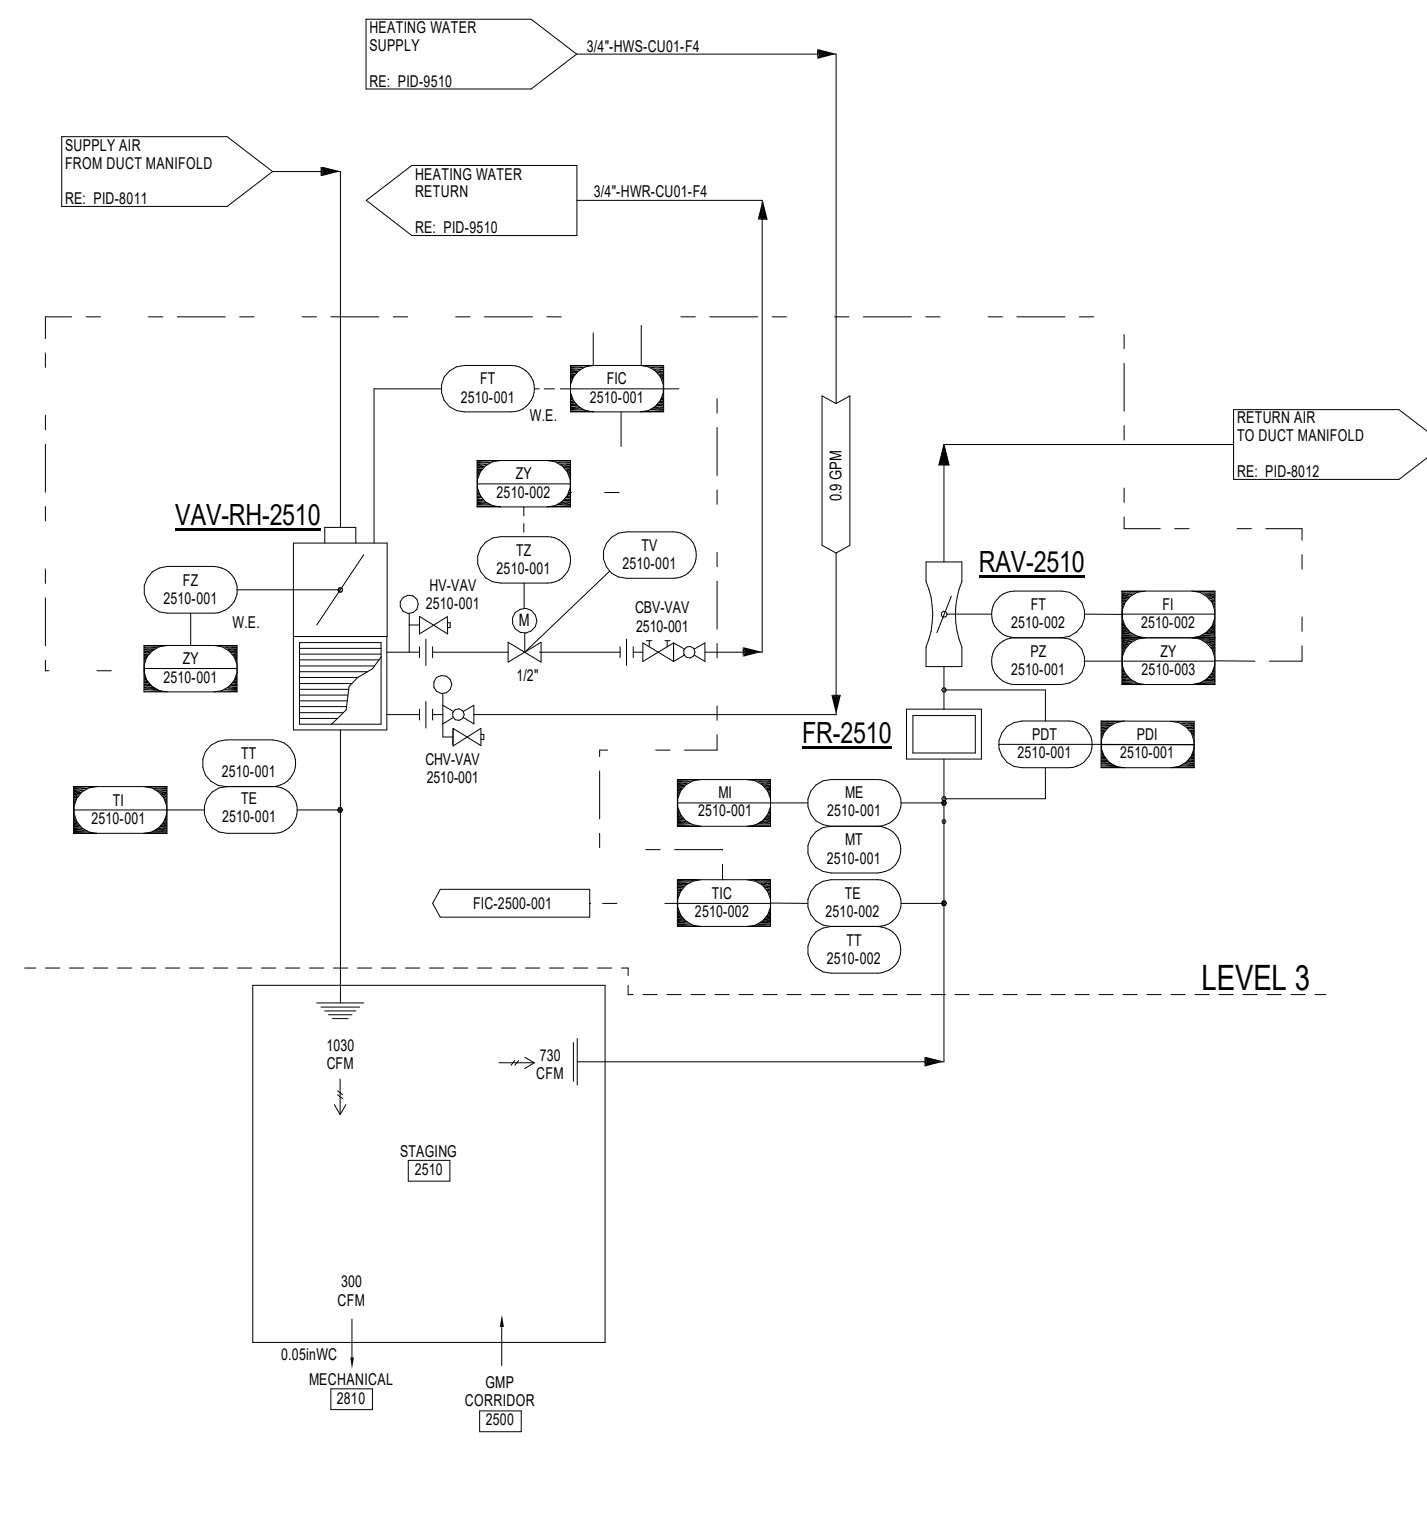 HEATING WATER
SUPPLY
RE: PID-9510
3/4"-HWS-CU01-F4
SUPPLY AIR
FROM DUCT MANIFOLD
RE: PID-8011
HEATING WATER
RETURN
RE: PID-9510
3/4"-HWR-CU01-F4
FT
2510-001
W.E.
FIC
2510-001
RETURN AIR
TO DUCT MANIFOLD
RE: PID-8012
0.9 GPM
ZY
2510-002
VAV-RH-2510
TZ
2510-001
TV
2510-001
FZ
2510-001
W.E.
ZY
2510-001
HV-VAV
2510-001
M
1/2"
CBV-VAV
2510-001
RAV-2510
FT
2510-002
FI
2510-002
PZ
2510-001
ZY
2510-003
CHV-VAV
2510-001
FR-2510
PDT
2510-001
PDI
2510-001
TT
2510-001
TI
2510-001
TE
2510-001
MI
2510-001
ME
2510-001
MT
2510-001
FIC-2500-001
TIC
2510-002
TE
2510-002
TT
2510-002
LEVEL 3
1030
CFM
730
CFM
STAGING
2510
300
CFM
0.05inWC
MECHANICAL
2810
GMP
CORRIDOR
2500